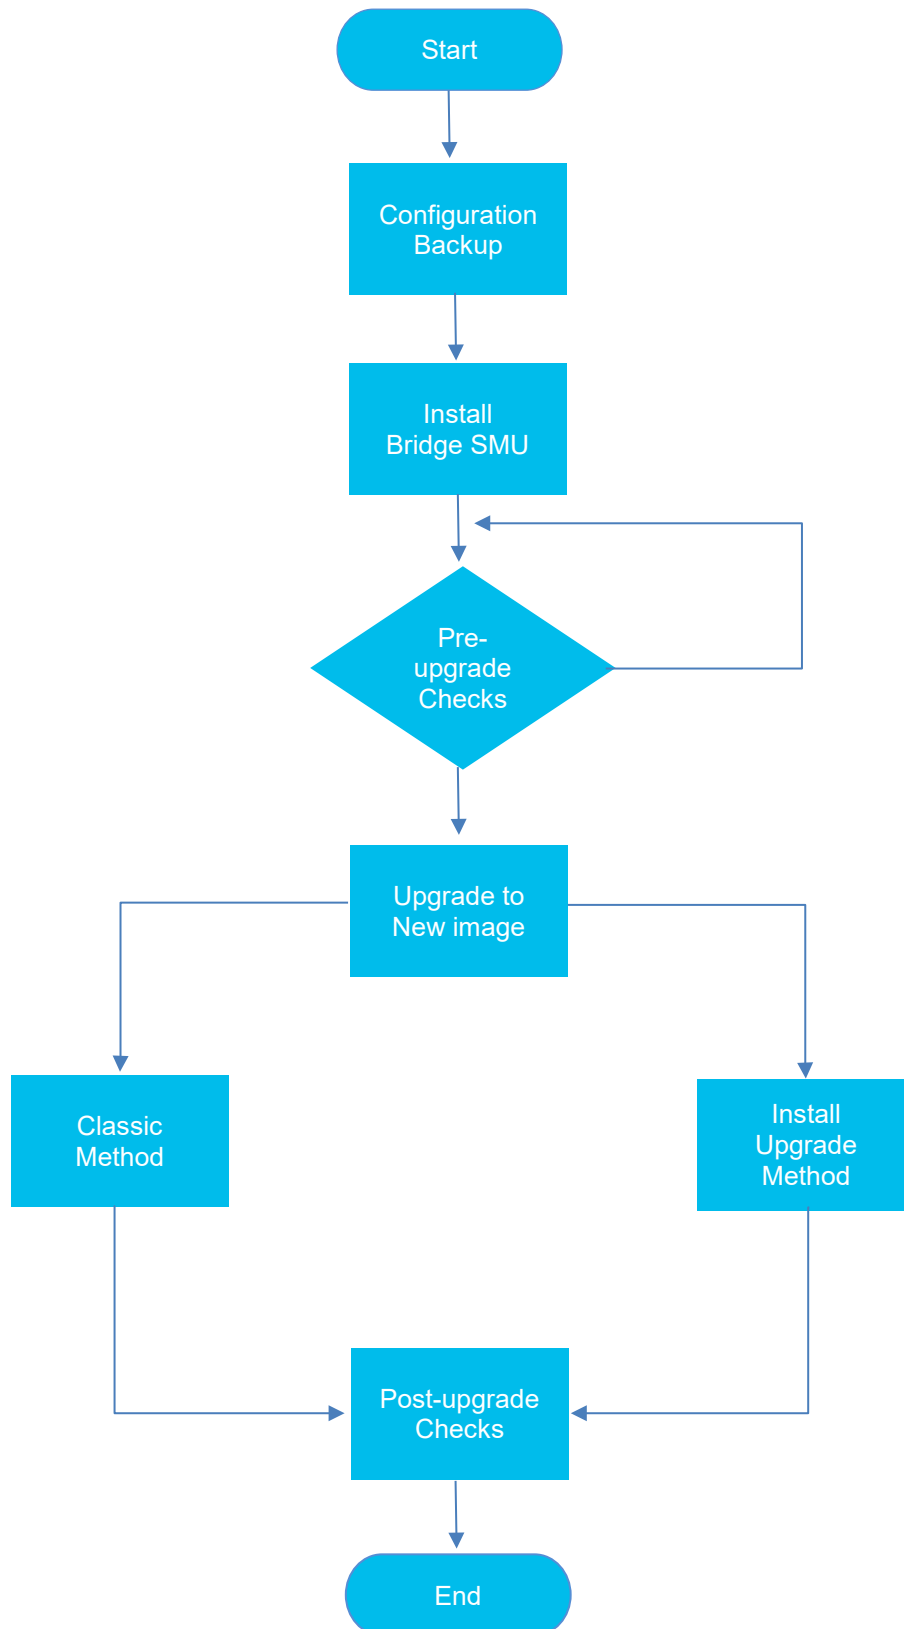 Start
Configuration
Backup
Install
Bridge SMU
Pre-
upgrade
Checks
Upgrade to
New image
Classic
Method
Install
Upgrade
Method
Post-upgrade
Checks
End